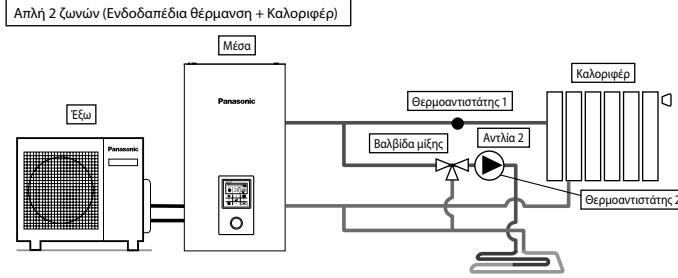 Απλή 2 ζωνών (Ενδοδαπέδια θέρμανση + Καλοριφέρ)
Μέσα
Καλοριφέρ
Έξω
Panasonic
Θερμοαντιστάτης 1
Panasonic
Βαλβίδα μίξης
Αντλία 2
Θερμοαντιστάτης 2